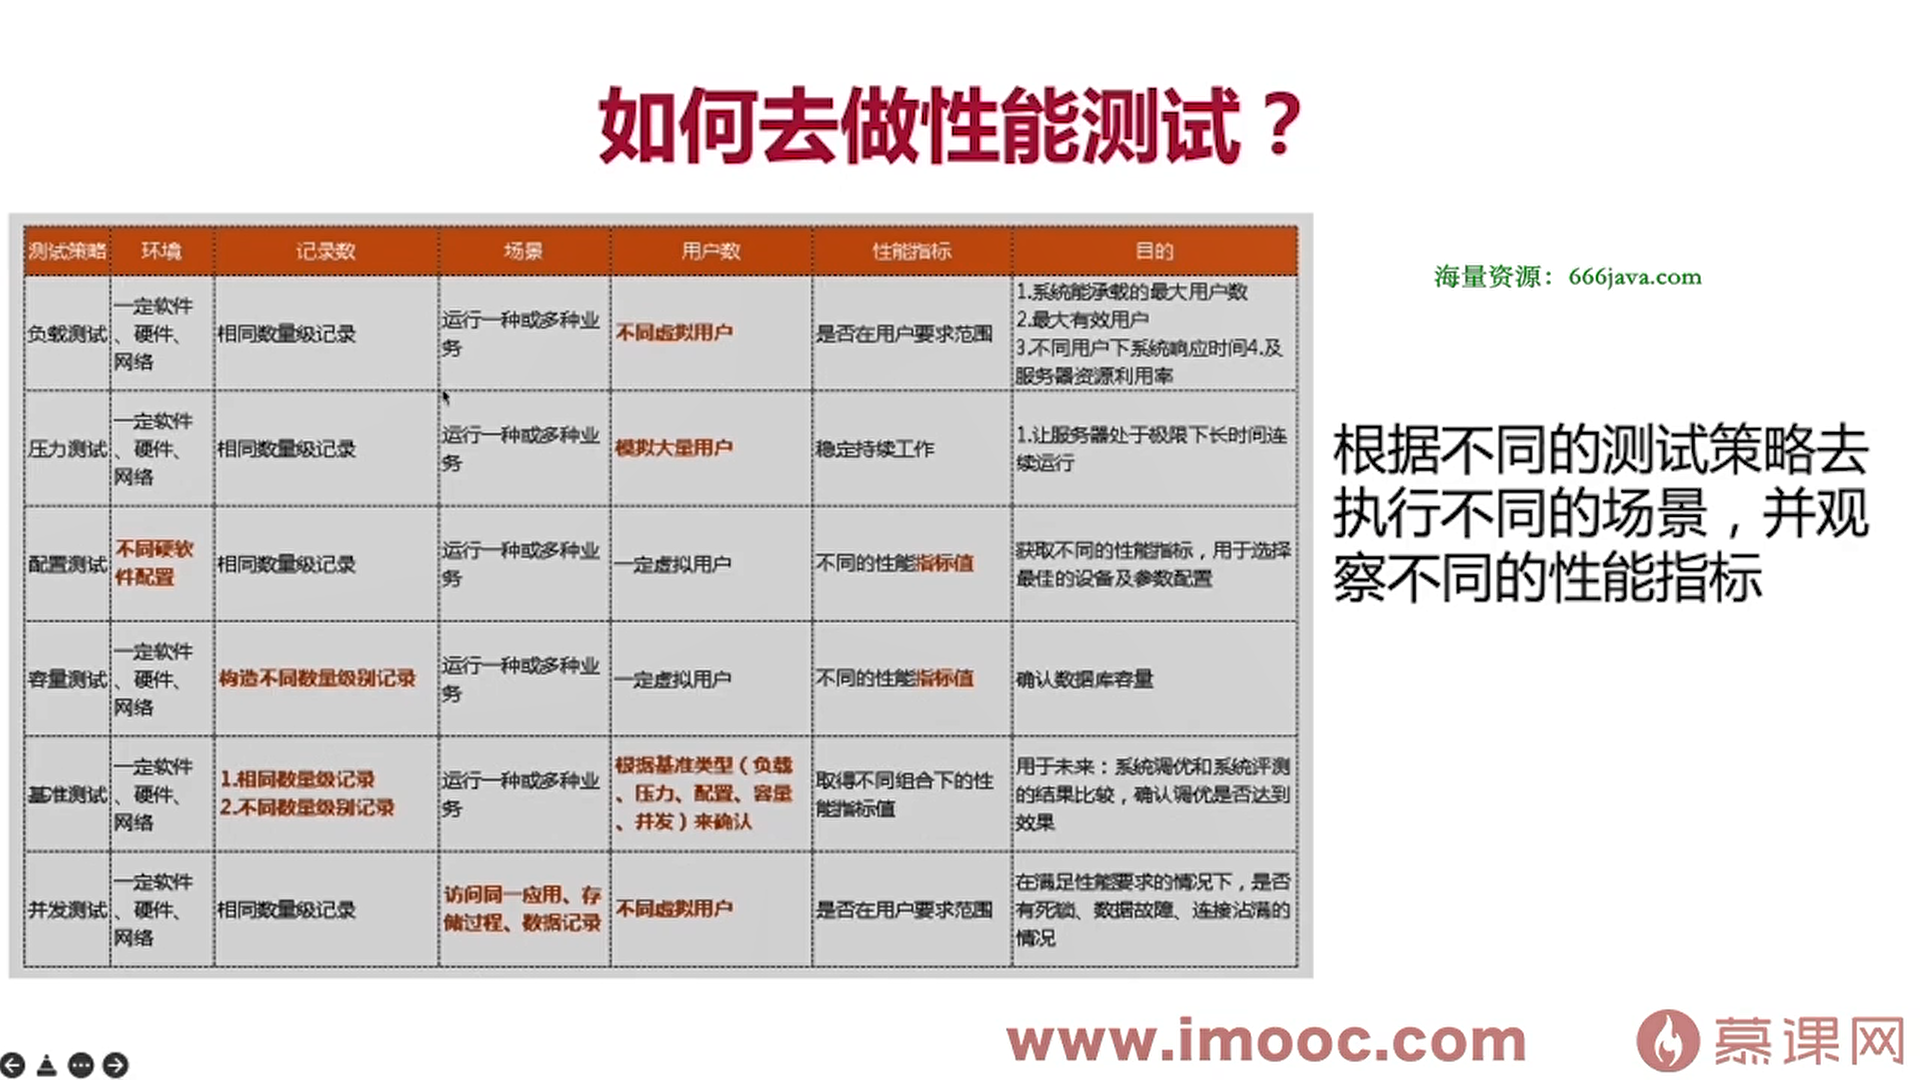 如何去做性能测试？
测试策略 环境 记录数 场景 用户数 性能指标 目的
负载测试
一定软件
、硬件、
网络
相同数量级记录
运行一种或多种业
务
不同虚拟用户
是否在用户要求范围
1.系统能承载的最大用户数
2.最大有效用户
3.不同用户下系统响应时间4.及
服务器资源利用率
压力测试
一定软件
、硬件、
网络
相同数量级记录
运行一种或多种业
务
模拟大量用户
稳定持续工作
1.让服务器处于极限下长时间连
续运行
配置测试
不同硬软
件配置
相同数量级记录
运行一种或多种业
务
一定虚拟用户
不同的性能指标值
获取不同的性能指标，用于选择
最佳的设备及参数配置
容量测试
一定软件
、硬件、
网络
构造不同数量级别记录
运行一种或多种业
务
一定虚拟用户
不同的性能指标值
确认数据库容量
基准测试
一定软件
、硬件、
网络
1.相同数量级记录
2.不同数量级别记录
运行一种或多种业
务
根据基准类型（负载
、压力、配置、容量
、并发）来确认
取得不同组合下的性
能指标值
用于未来：系统调优和系统评测
的结果比较，确认调优是否达到
效果
并发测试
一定软件
、硬件、
网络
相同数量级记录
访问同一应用、存
储过程、数据记录
不同虚拟用户
是否在用户要求范围
在满足性能要求的情况下，是否
有死锁、数据故障、连接沾满的
情况
海量资源：666java.com
根据不同的测试策略去
执行不同的场景，并观
察不同的性能指标
www.imooc.com
慕课网